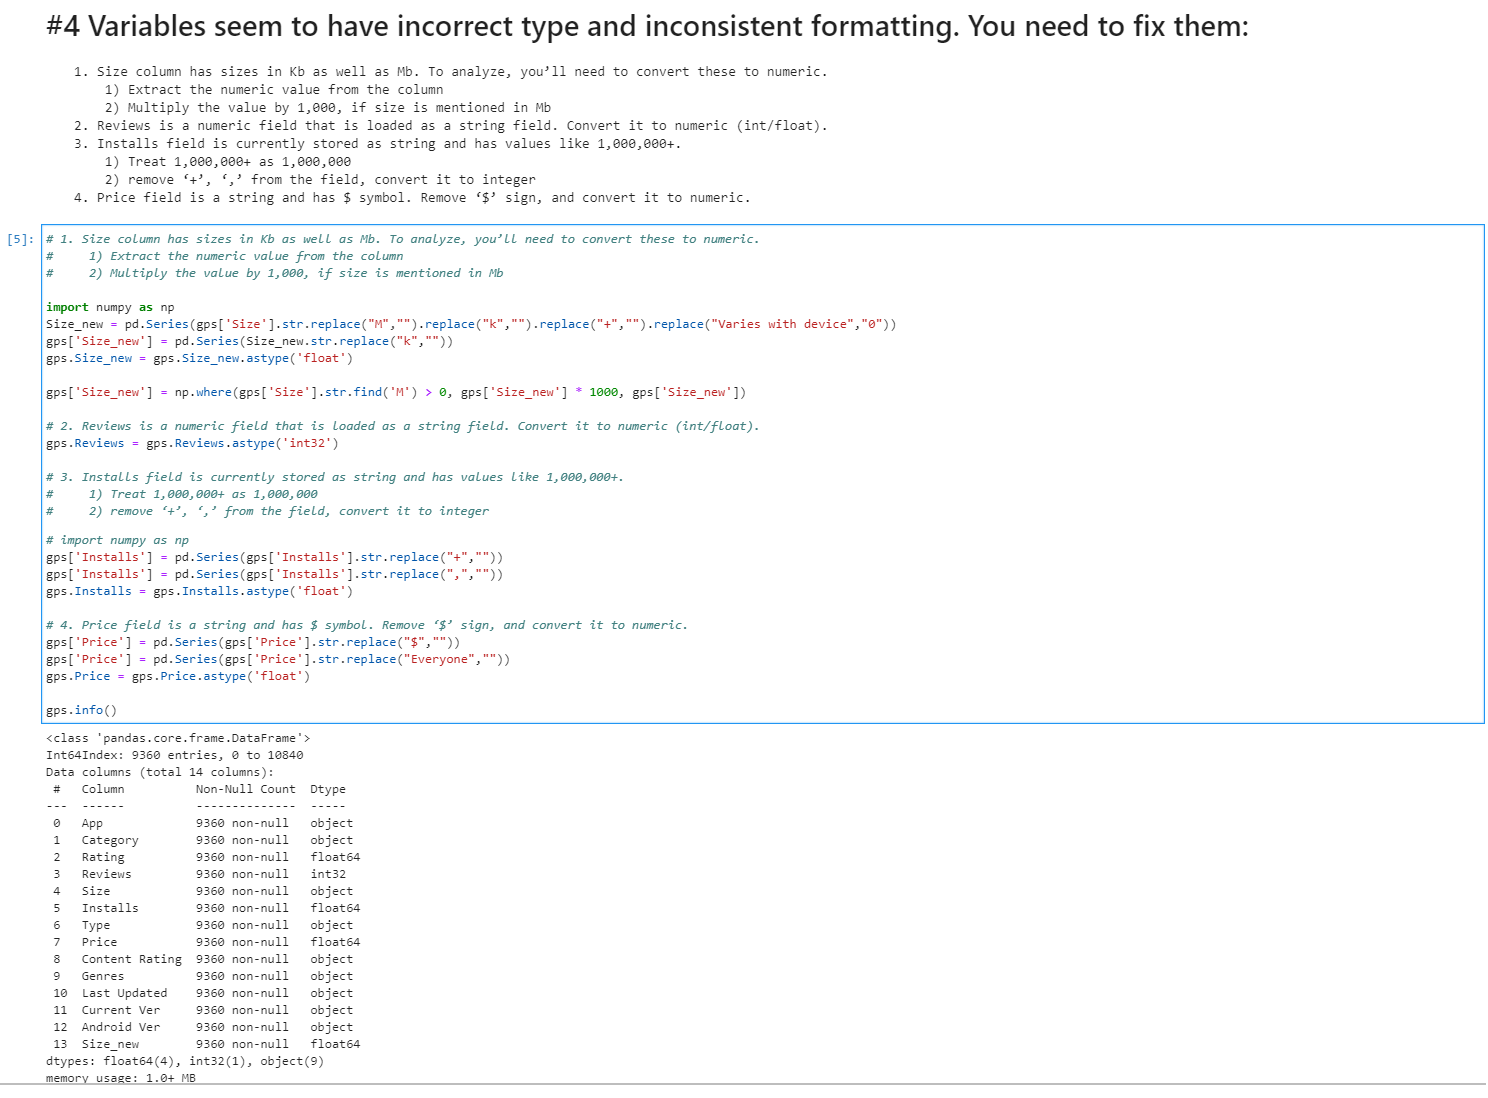 #4 Variables seem to have incorrect type and inconsistent formatting. You need to fix them:
1. Size column has sizes in Kb as well as Mb. To analyze, you’ll need to convert these to numeric.
1) Extract the numeric value from the column
2) Multiply the value by 1,000, if size is mentioned in Mb
2. Reviews is a numeric field that is loaded as a string field. Convert it to numeric (int/float).
3. Installs field is currently stored as string and has values like 1,000,000+.
1) Treat 1,000,000+ as 1,000,000
2) remove ‘+’, ‘,’ from the field, convert it to integer
4. Price field is a string and has $ symbol. Remove ‘$’ sign, and convert it to numeric.
[5]: # 1. Size column has sizes in Kb as well as Mb. To analyze, you’ll need to convert these to numeric.
#     1) Extract the numeric value from the column
#     2) Multiply the value by 1,000, if size is mentioned in Mb
import numpy as np
Size_new = pd.Series(gps['Size'].str.replace("M","").replace("k","").replace("+","").replace("Varies with device","0"))
gps['Size_new'] = pd.Series(Size_new.str.replace("k",""))
gps.Size_new = gps.Size_new.astype('float')
gps['Size_new'] = np.where(gps['Size'].str.find('M') > 0, gps['Size_new'] * 1000, gps['Size_new'])
# 2. Reviews is a numeric field that is loaded as a string field. Convert it to numeric (int/float).
gps.Reviews = gps.Reviews.astype('int32')
# 3. Installs field is currently stored as string and has values like 1,000,000+.
#     1) Treat 1,000,000+ as 1,000,000
#     2) remove ‘+’, ‘,’ from the field, convert it to integer
# import numpy as np
gps['Installs'] = pd.Series(gps['Installs'].str.replace("+",""))
gps['Installs'] = pd.Series(gps['Installs'].str.replace(",",""))
gps.Installs = gps.Installs.astype('float')
# 4. Price field is a string and has $ symbol. Remove ‘$’ sign, and convert it to numeric.
gps['Price'] = pd.Series(gps['Price'].str.replace("$",""))
gps['Price'] = pd.Series(gps['Price'].str.replace("Everyone",""))
gps.Price = gps.Price.astype('float')
gps.info()
<class 'pandas.core.frame.DataFrame'>
Int64Index: 9360 entries, 0 to 10840
Data columns (total 14 columns):
#   Column          Non-Null Count  Dtype
---  ------          --------------  -----
0   App             9360 non-null   object
1   Category        9360 non-null   object
2   Rating          9360 non-null   float64
3   Reviews         9360 non-null   int32
4   Size            9360 non-null   object
5   Installs        9360 non-null   float64
6   Type            9360 non-null   object
7   Price           9360 non-null   float64
8   Content Rating  9360 non-null   object
9   Genres          9360 non-null   object
10  Last Updated    9360 non-null   object
11  Current Ver     9360 non-null   object
12  Android Ver     9360 non-null   object
13  Size_new        9360 non-null   float64
dtypes: float64(4), int32(1), object(9)
memory usage: 1.0+ MB